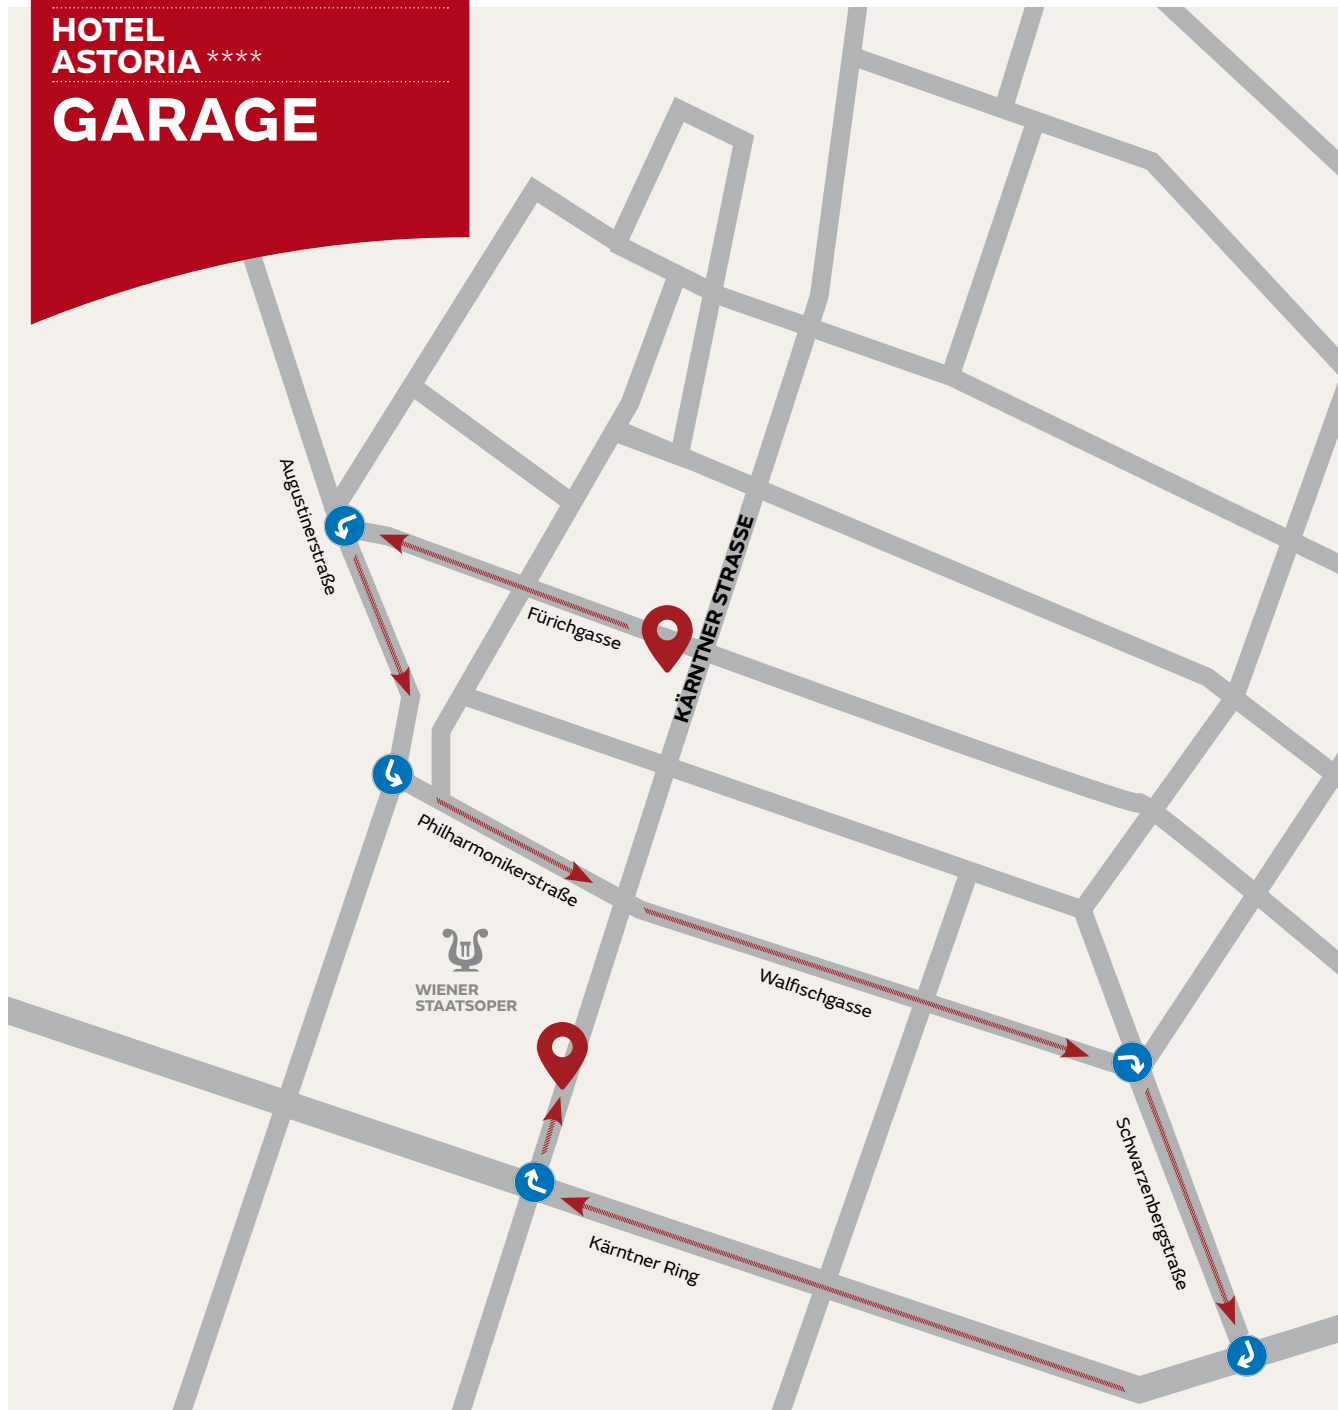 HOTEL
ASTORIA ****
GARAGE
Augustinerstraße
Fürichgasse
KÄRNTNER STRASSE
Philharmonikerstraße
WIENER
STAATSOPER
Walfischgasse
Schwarzenbergstraße
Kärntner Ring